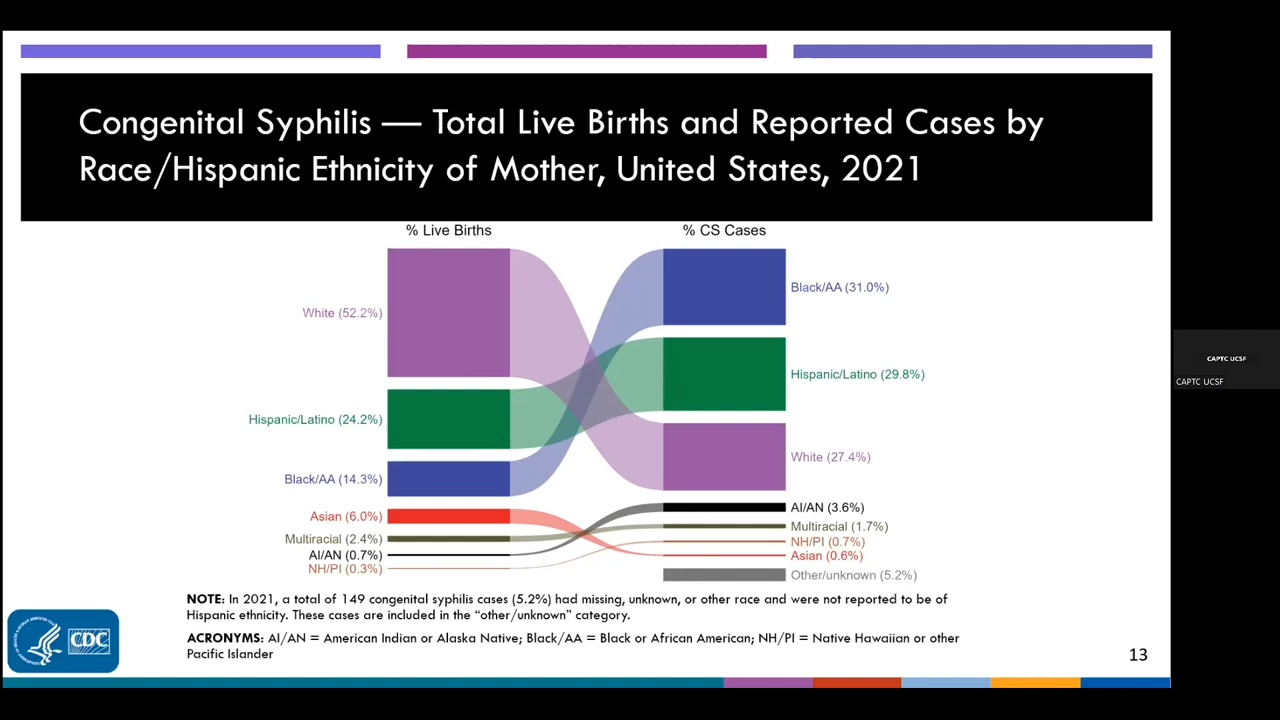 Congenital Syphilis — Total Live Births and Reported Cases by
Race/Hispanic Ethnicity of Mother, United States, 2021
% Live Births
% CS Cases
White (52.2%)
Hispanic/Latino (24.2%)
Black/AA (14.3%)
Asian (6.0%)
Multiracial (2.4%)
AI/AN (0.7%)
NH/PI (0.3%)
Black/AA (31.0%)
Hispanic/Latino (29.8%)
White (27.4%)
AI/AN (3.6%)
Multiracial (1.7%)
NH/PI (0.7%)
Asian (0.6%)
Other/unknown (5.2%)
NOTE: In 2021, a total of 149 congenital syphilis cases (5.2%) had missing, unknown, or other race and were not reported to be of
Hispanic ethnicity. These cases are included in the “other/unknown” category.
ACRONYMS: AI/AN = American Indian or Alaska Native; Black/AA = Black or African American; NH/PI = Native Hawaiian or other
Pacific Islander
CDC
13
CAPTC UCSF
CAPTC UCSF